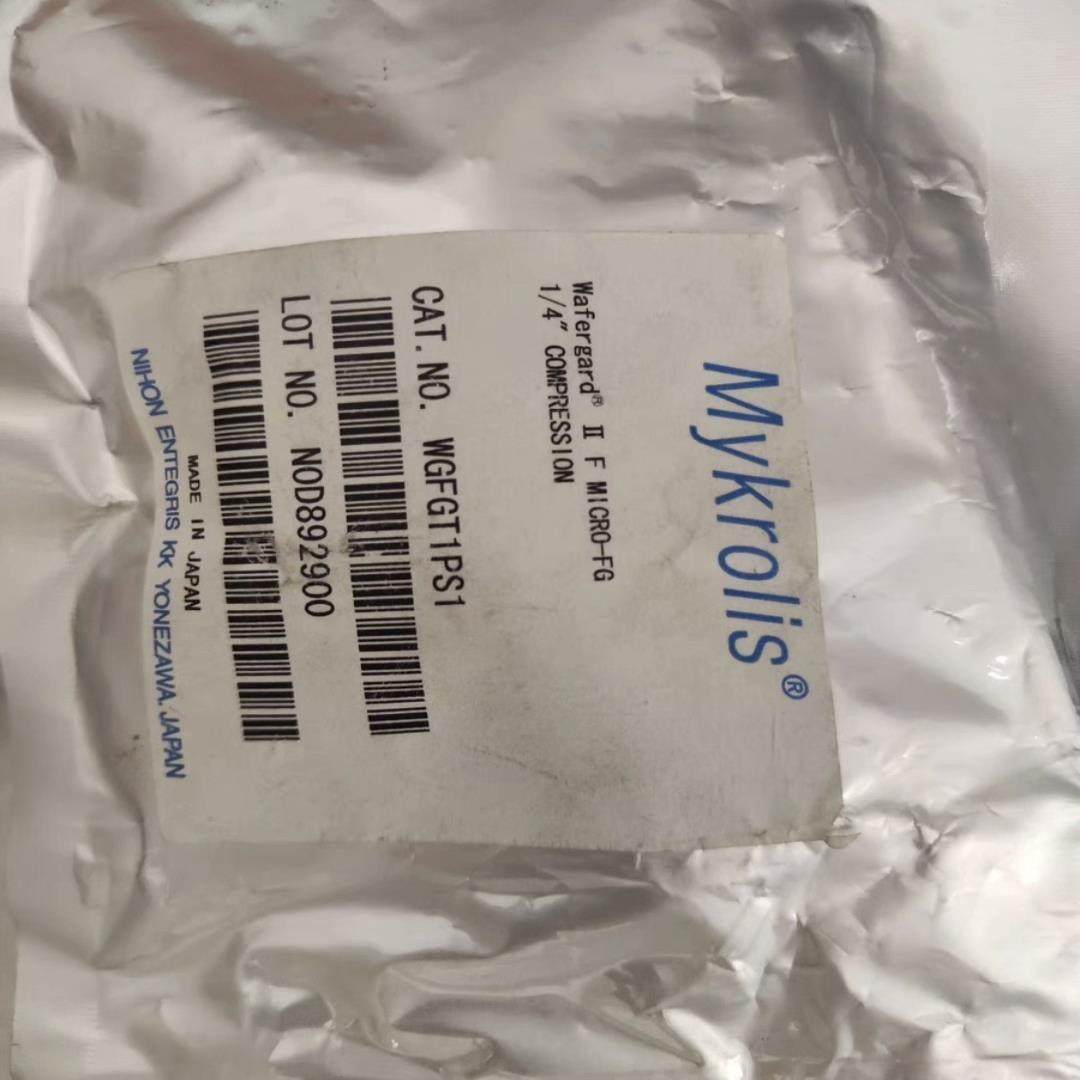 Mykrolis®
Wafergard® II F MICRO-FG
1/4" COMPRESSION
CAT. NO. WGFGT1PS1
LOT NO. NOD892900
MADE IN JAPAN
NIHON ENTEGRIS KK YONEZAWA, JAPAN